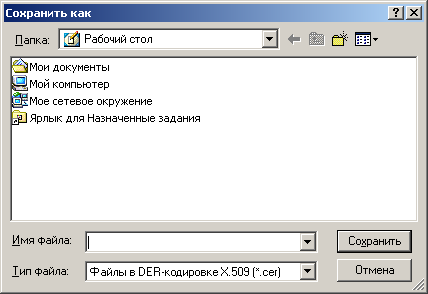 Сохранить как
Папка: Рабочий стол
Мои документы
Мой компьютер
Мое сетевое окружение
Ярлык для Назначенные задания
Имя файла: Сохранить
Тип файла: Файлы в DER-кодировке X.509 (*.cer) Отмена